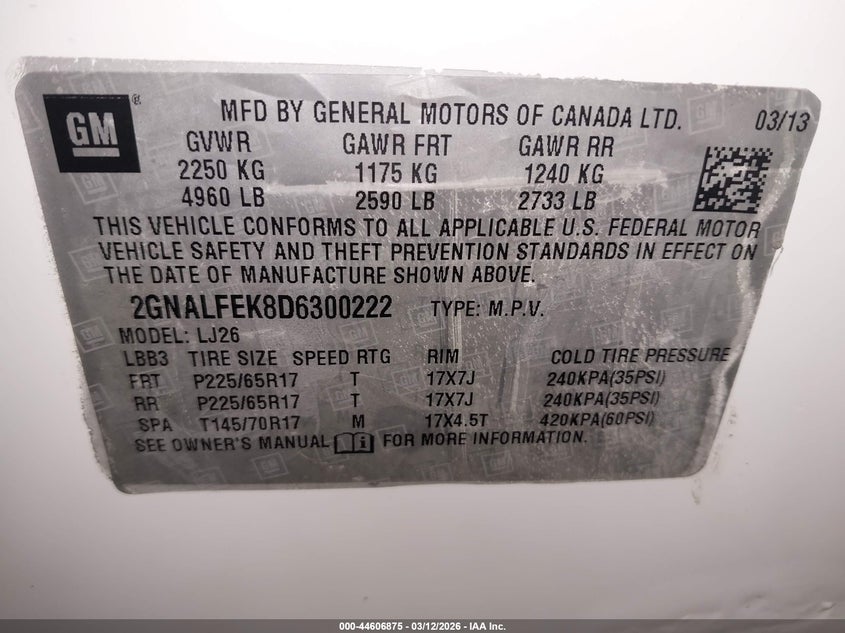 GM ®
MFD BY GENERAL MOTORS OF CANADA LTD. 03/13
GVWR GAWR FRT GAWR RR
2250 KG 1175 KG 1240 KG
4960 LB 2590 LB 2733 LB
THIS VEHICLE CONFORMS TO ALL APPLICABLE U.S. FEDERAL MOTOR
VEHICLE SAFETY AND THEFT PREVENTION STANDARDS IN EFFECT ON
THE DATE OF MANUFACTURE SHOWN ABOVE.
2GNALFEK8D6300222 TYPE: M.P.V.
MODEL: LJ26
LBB3 TIRE SIZE SPEED RTG RIM COLD TIRE PRESSURE
FRT P225/65R17 T 17X7J 240KPA(35PSI)
RR P225/65R17 T 17X7J 240KPA(35PSI)
SPA T145/70R17 M 17X4.5T 420KPA(60PSI)
SEE OWNER'S MANUAL FOR MORE INFORMATION.
000-44606875 - 03/12/2026 - IAA Inc.